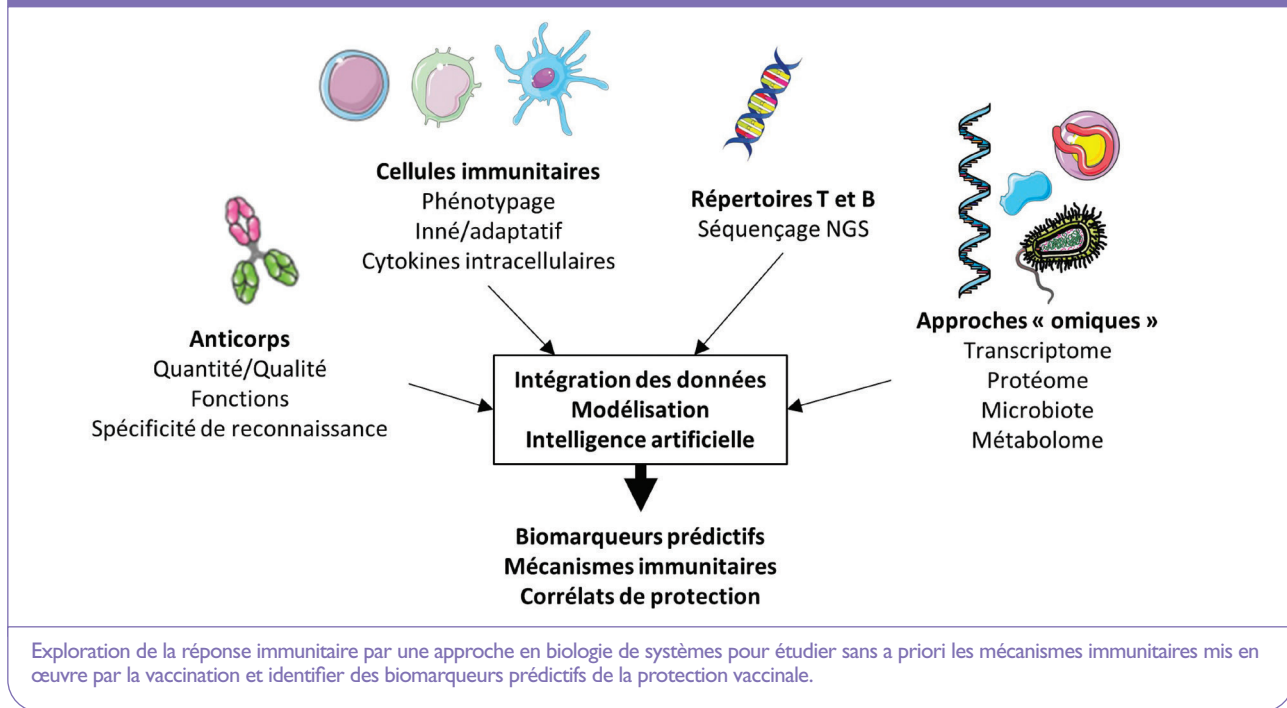 Cellules immunitaires
Phénotypage
Inné/adaptatif
Cytokines intracellulaires
Répertoires T et B
Séquençage NGS
Anticorps
Quantité/Qualité
Fonctions
Spécificité de reconnaissance
Approches « omiques »
Transcriptome
Protéome
Microbiote
Métabolome
Intégration des données
Modélisation
Intelligence artificielle
Biomarqueurs prédictifs
Mécanismes immunitaires
Corrélats de protection
Exploration de la réponse immunitaire par une approche en biologie de systèmes pour étudier sans a priori les mécanismes immunitaires mis en
œuvre par la vaccination et identifier des biomarqueurs prédictifs de la protection vaccinale.